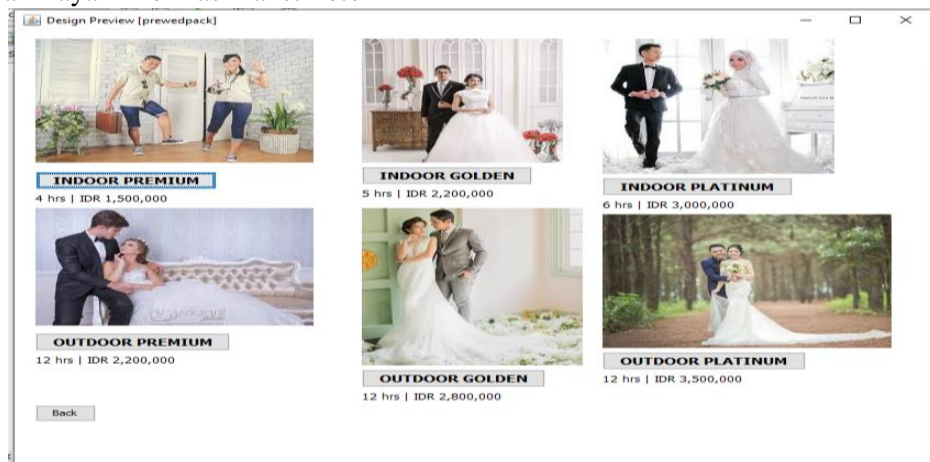 Design Preview [prewedpack]
INDOOR PREMIUM
4 hrs | IDR 1,500,000
INDOOR GOLDEN
5 hrs | IDR 2,200,000
INDOOR PLATINUM
6 hrs | IDR 3,000,000
OUTDOOR PREMIUM
12 hrs | IDR 2,200,000
OUTDOOR GOLDEN
12 hrs | IDR 2,800,000
OUTDOOR PLATINUM
12 hrs | IDR 3,500,000
Back